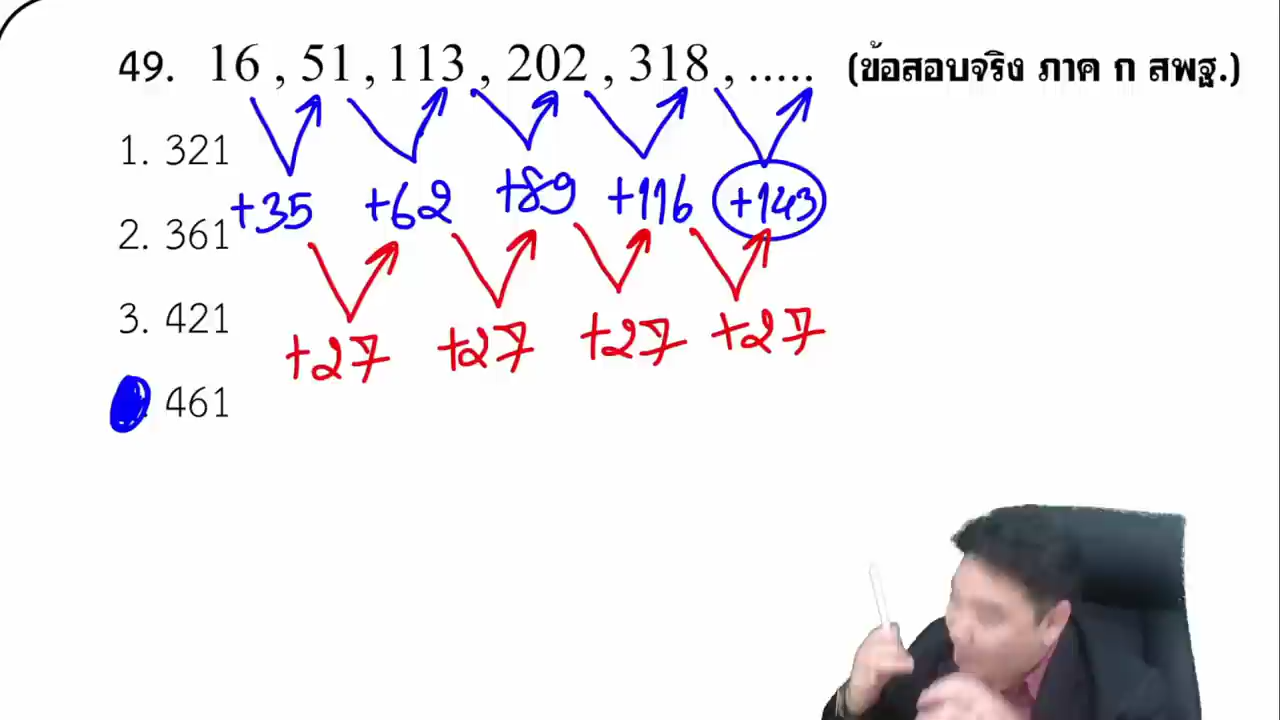 49. 16 , 51 , 113 , 202 , 318 , ..... (ข้อสอบจริง ภาค ก สพฐ.)
1. 321
+35 +62 +89 +116 +143
2. 361
3. 421
+27 +27 +27 +27
461